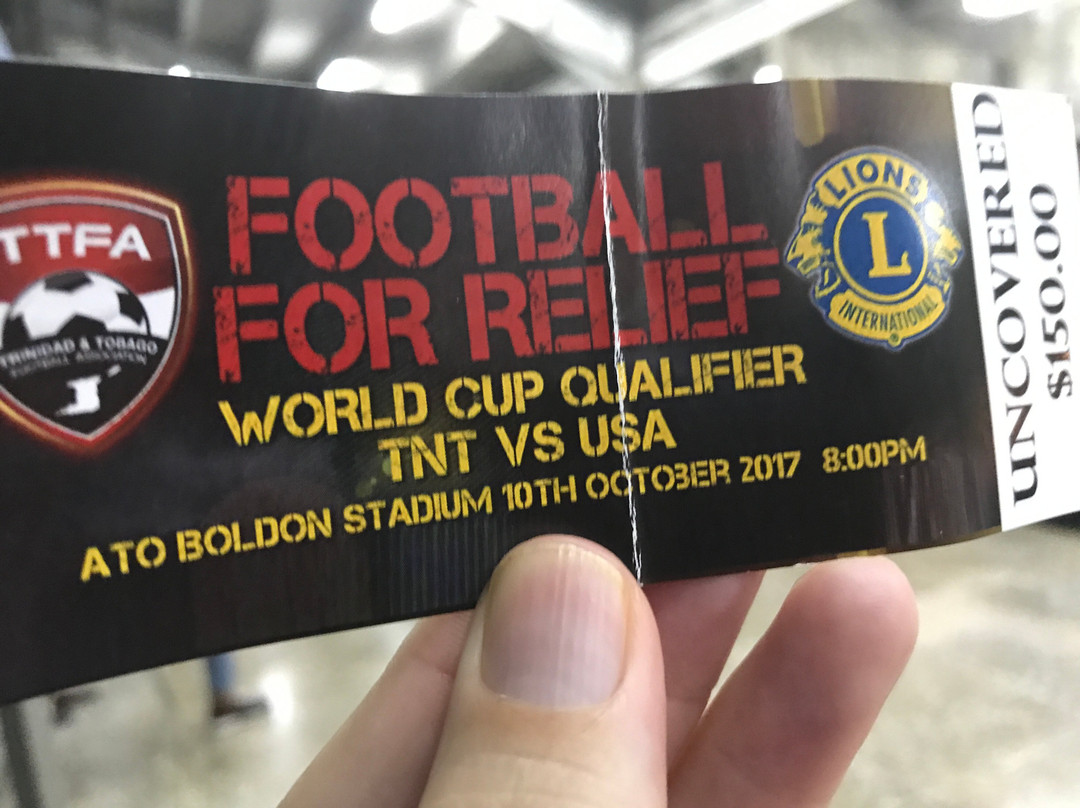 TTFA
TRINIDAD & TOBAGO
FOOTBALL ASSOCIATION
FOOTBALL
FOR RELIEF
WORLD CUP QUALIFIER
TNT VS USA
ATO BOLDON STADIUM 10TH OCTOBER 2017 8:00PM
LIONS
L
INTERNATIONAL
UNCOVERED
$150.00